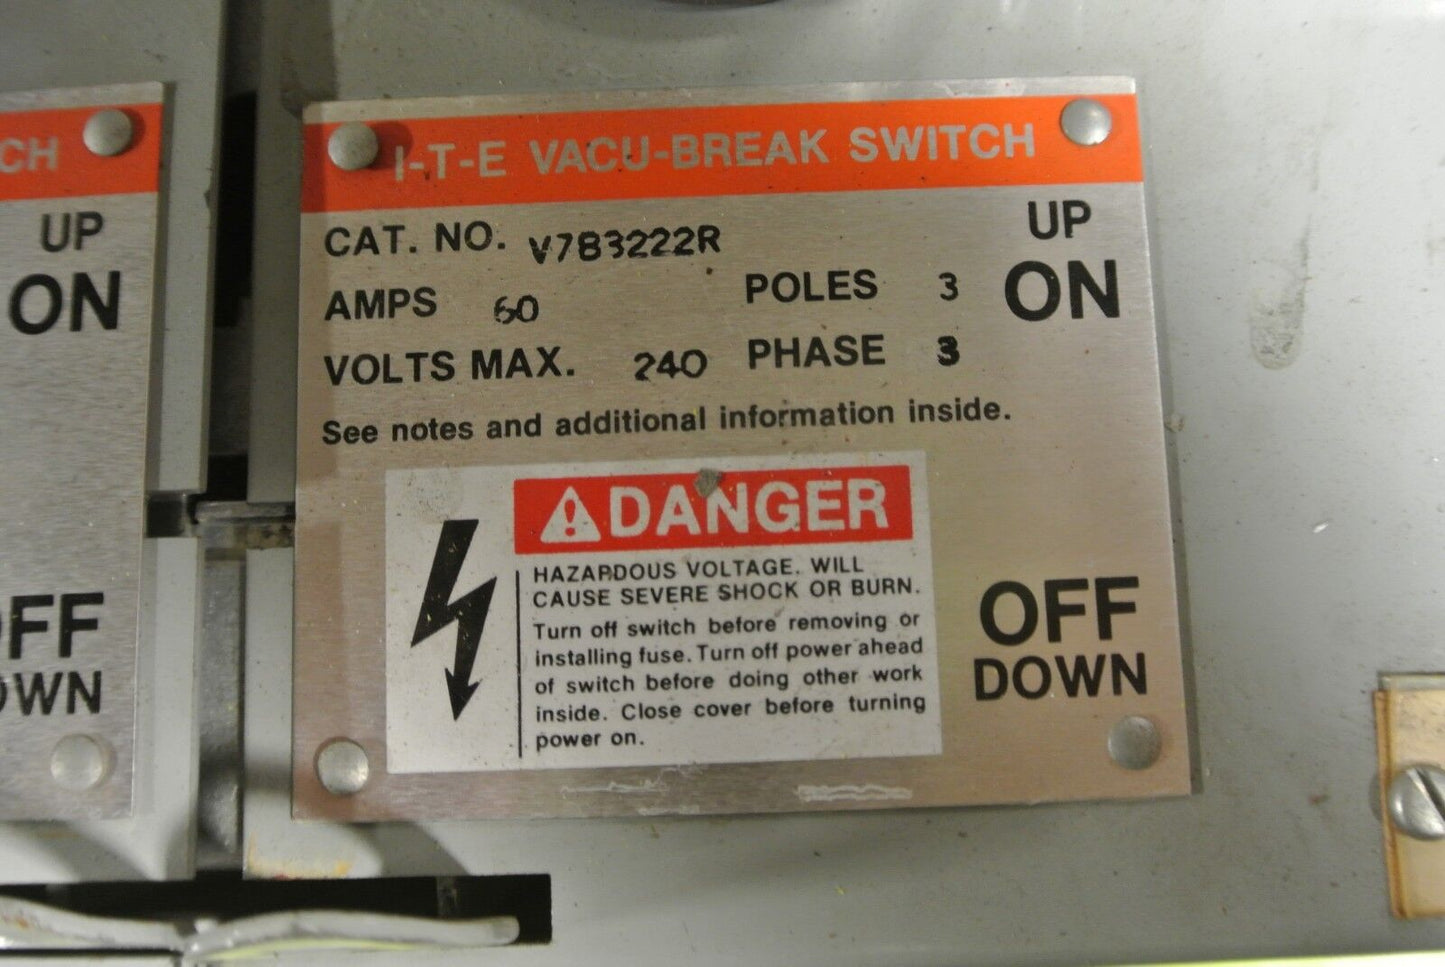 CH
UP
ON
OFF
OWN
I-T-E VACU-BREAK SWITCH
CAT. NO. V7B3222R
AMPS 60
POLES 3
VOLTS MAX. 240
PHASE 3
See notes and additional information inside.
UP
ON
DANGER
HAZARDOUS VOLTAGE. WILL
CAUSE SEVERE SHOCK OR BURN.
Turn off switch before removing or
installing fuse. Turn off power ahead
of switch before doing other work
inside. Close cover before turning
power on.
OFF
DOWN